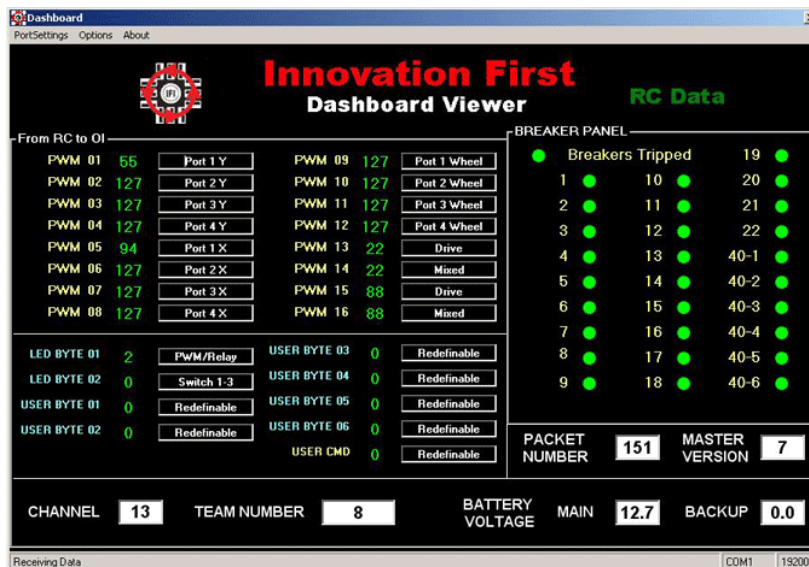 Dashboard
PortSettings Options About
IFI
Innovation First
Dashboard Viewer
RC Data
From RC to OI
PWM 01 55 Port 1 Y PWM 09 127 Port 1 Wheel
PWM 02 127 Port 2 Y PWM 10 127 Port 2 Wheel
PWM 03 127 Port 3 Y PWM 11 127 Port 3 Wheel
PWM 04 127 Port 4 Y PWM 12 127 Port 4 Wheel
PWM 05 94 Port 1 X PWM 13 22 Drive
PWM 06 127 Port 2 X PWM 14 22 Mixed
PWM 07 127 Port 3 X PWM 15 88 Drive
PWM 08 127 Port 4 X PWM 16 88 Mixed
LED BYTE 01 2 PWM/Relay USER BYTE 03 0 Redefinable
LED BYTE 02 0 Switch 1-3 USER BYTE 04 0 Redefinable
USER BYTE 01 0 Redefinable USER BYTE 05 0 Redefinable
USER BYTE 02 0 Redefinable USER BYTE 06 0 Redefinable
USER CMD 0 Redefinable
BREAKER PANEL
Breakers Tripped 19
1 10 20
2 11 21
3 12 22
4 13 40-1
5 14 40-2
6 15 40-3
7 16 40-4
8 17 40-5
9 18 40-6
PACKET NUMBER 151 MASTER VERSION 7
CHANNEL 13 TEAM NUMBER 8 BATTERY VOLTAGE MAIN 12.7 BACKUP 0.0
Receiving Data COM1 19200